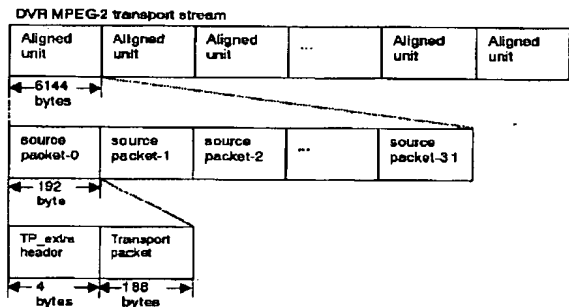 DVR MPEG-2 transport stream
Aligned unit
Aligned unit
Aligned unit
...
Aligned unit
Aligned unit
6144 bytes
source packet-0
source packet-1
source packet-2
...
source packet-31
192 byte
TP_extra header
Transport packet
4 bytes
188 bytes